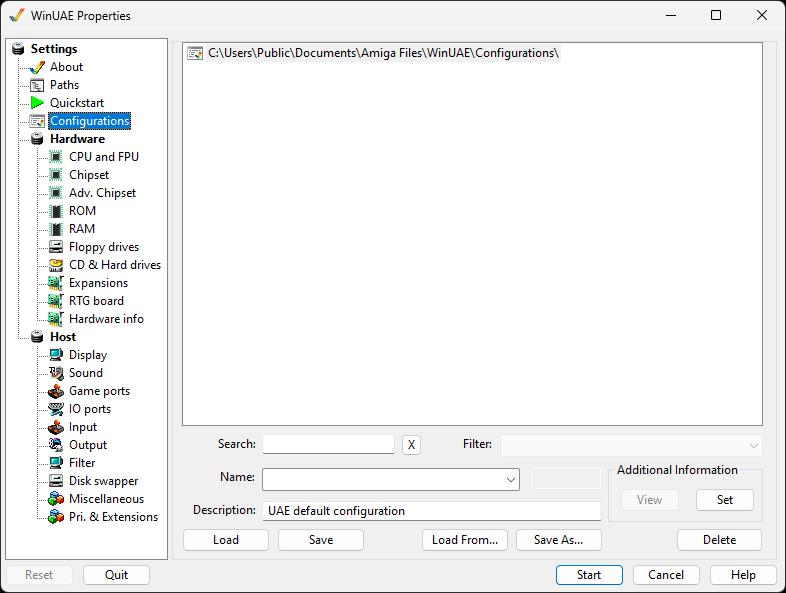 WinUAE Properties
Settings
About
Paths
Quickstart
Configurations
Hardware
CPU and FPU
Chipset
Adv. Chipset
ROM
RAM
Floppy drives
CD & Hard drives
Expansions
RTG board
Hardware info
Host
Display
Sound
Game ports
IO ports
Input
Output
Filter
Disk swapper
Miscellaneous
Pri. & Extensions
C:\Users\Public\Documents\Amiga Files\WinUAE\Configurations\
Search: X Filter:
Name:
Additional Information
View Set
Description: UAE default configuration
Load Save Load From... Save As... Delete
Reset Quit Start Cancel Help